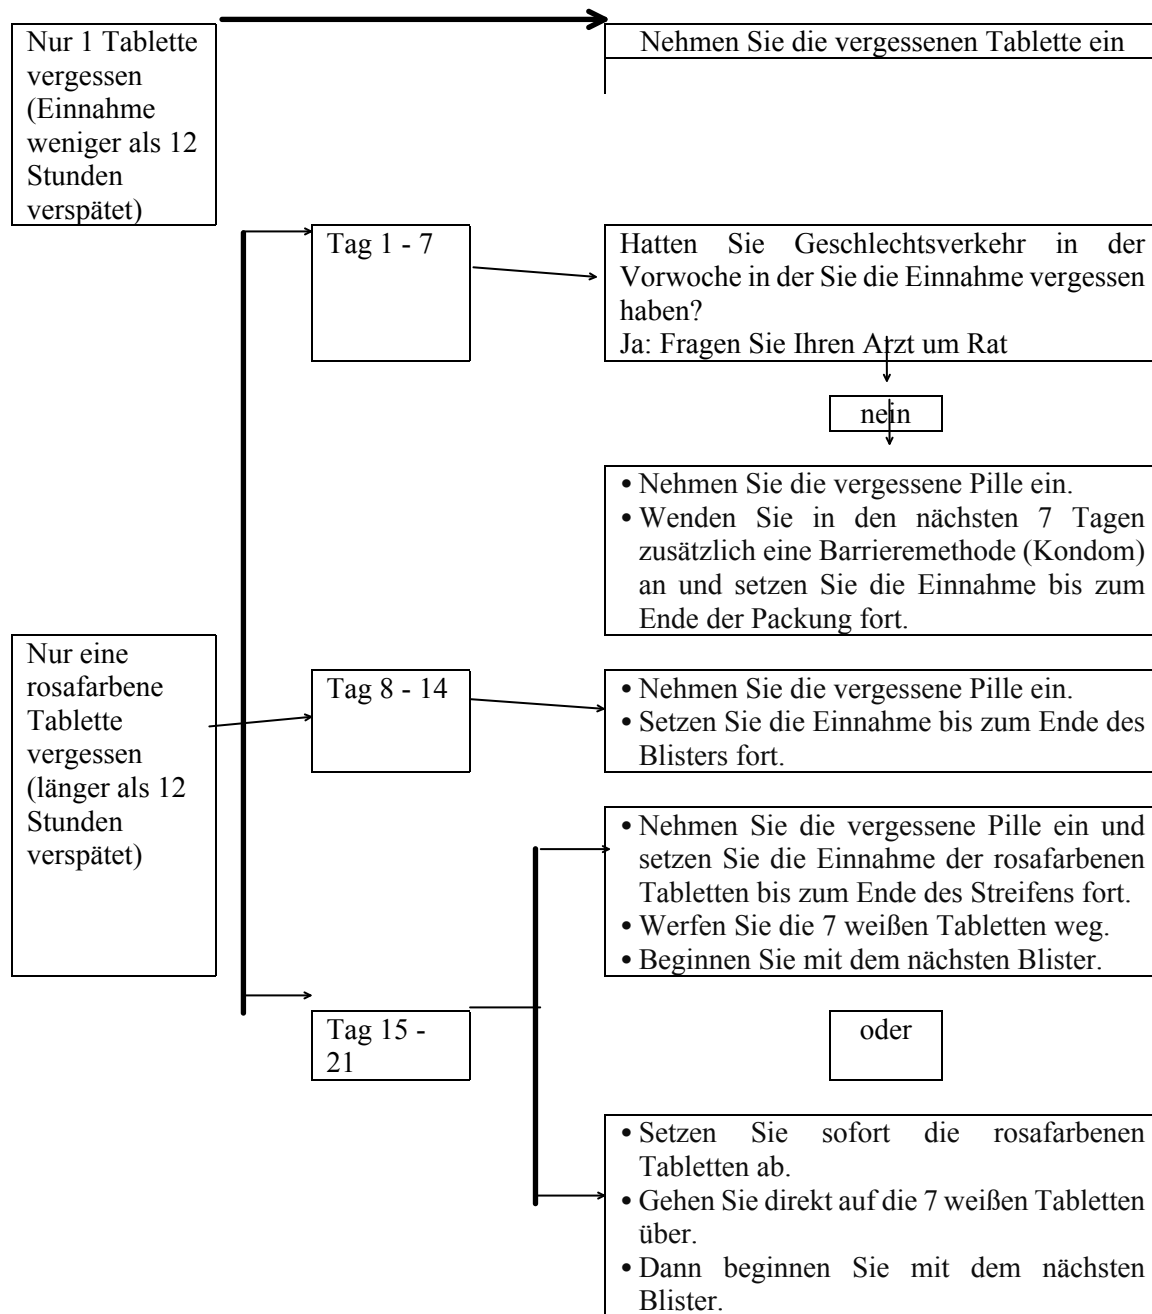 Nur 1 Tablette
vergessen
(Einnahme
weniger als 12
Stunden
verspätet)
Nehmen Sie die vergessenen Tablette ein
Tag 1 - 7
Hatten Sie Geschlechtsverkehr in der
Vorwoche in der Sie die Einnahme vergessen
haben?
Ja: Fragen Sie Ihren Arzt um Rat
nein
• Nehmen Sie die vergessene Pille ein.
• Wenden Sie in den nächsten 7 Tagen
zusätzlich eine Barrieremethode (Kondom)
an und setzen Sie die Einnahme bis zum
Ende der Packung fort.
Nur eine
rosafarbene
Tablette
vergessen
(länger als 12
Stunden
verspätet)
Tag 8 - 14
• Nehmen Sie die vergessene Pille ein.
• Setzen Sie die Einnahme bis zum Ende des
Blisters fort.
• Nehmen Sie die vergessene Pille ein und
setzen Sie die Einnahme der rosafarbenen
Tabletten bis zum Ende des Streifens fort.
• Werfen Sie die 7 weißen Tabletten weg.
• Beginnen Sie mit dem nächsten Blister.
Tag 15 -
21
oder
• Setzen Sie sofort die rosafarbenen
Tabletten ab.
• Gehen Sie direkt auf die 7 weißen Tabletten
über.
• Dann beginnen Sie mit dem nächsten
Blister.